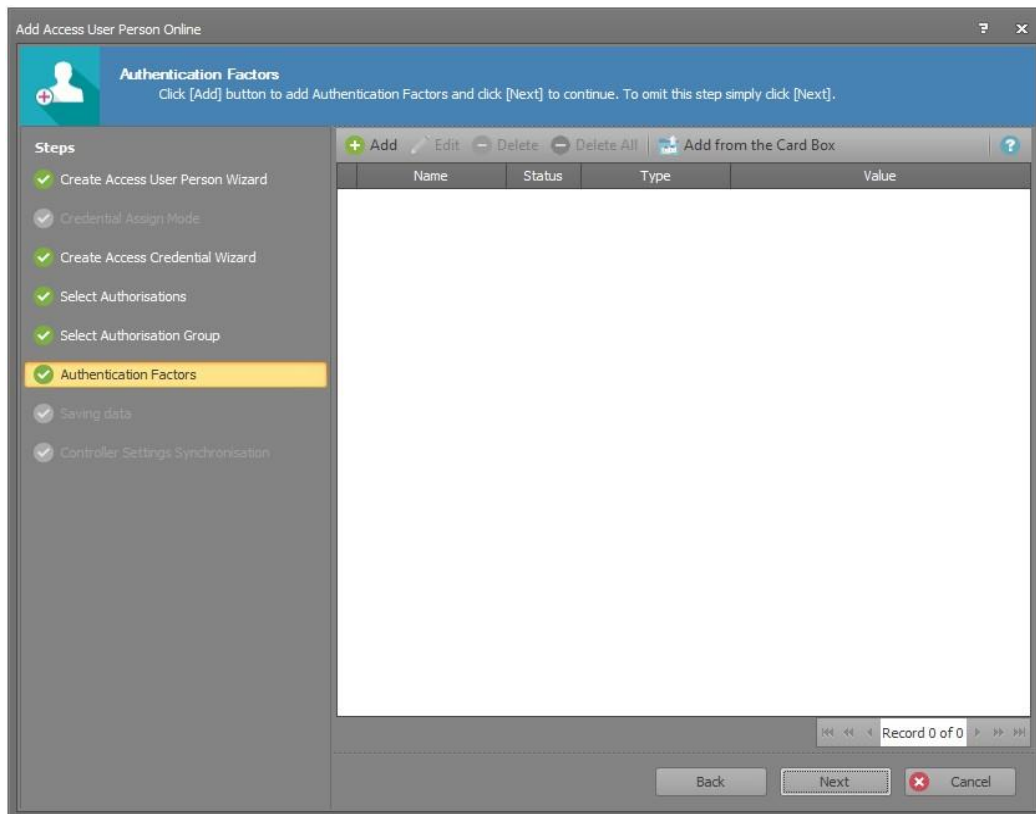 Add Access User Person Online
Authentication Factors
Click [Add] button to add Authentication Factors and click [Next] to continue. To omit this step simply click [Next].
Steps
Create Access User Person Wizard
Credential Assign Mode
Create Access Credential Wizard
Select Authorisations
Select Authorisation Group
Authentication Factors
Saving data
Controller Settings Synchronisation
Add Edit Delete Delete All Add from the Card Box
Name Status Type Value
Record 0 of 0
Back Next Cancel